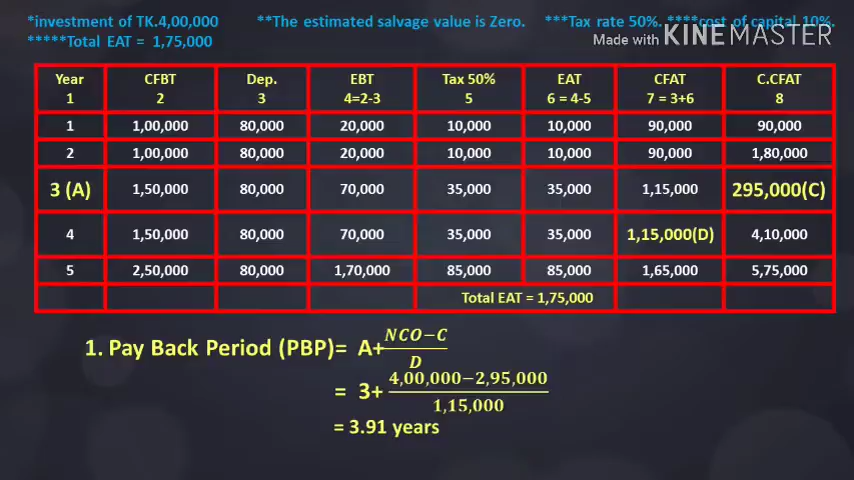 *investment of TK.4,00,000 **The estimated salvage value is Zero. ***Tax rate 50%. ****cost of capital 10%.
*****Total EAT = 1,75,000
Made with KINEMASTER
Year CFBT Dep. EBT Tax 50% EAT CFAT C.CFAT
1 2 3 4=2-3 5 6 = 4-5 7 = 3+6 8
1 1,00,000 80,000 20,000 10,000 10,000 90,000 90,000
2 1,00,000 80,000 20,000 10,000 10,000 90,000 1,80,000
3 (A) 1,50,000 80,000 70,000 35,000 35,000 1,15,000 295,000(C)
4 1,50,000 80,000 70,000 35,000 35,000 1,15,000(D) 4,10,000
5 2,50,000 80,000 1,70,000 85,000 85,000 1,65,000 5,75,000
Total EAT = 1,75,000
1. Pay Back Period (PBP)= A+ NCO−C
D
= 3+ 4,00,000−2,95,000
1,15,000
= 3.91 years